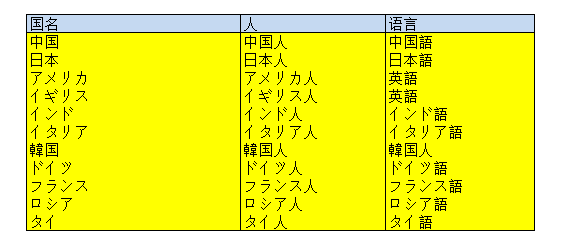 国名 人 语言
中国 中国人 中国語
日本 日本人 日本語
アメリカ アメリカ人 英語
イギリス イギリス人 英語
インド インド人 インド語
イタリア イタリア人 イタリア語
韓国 韓国人 韓国人
ドイツ ドイツ人 ドイツ語
フランス フランス人 フランス語
ロシア ロシア人 ロシア語
タイ タイ人 タイ語